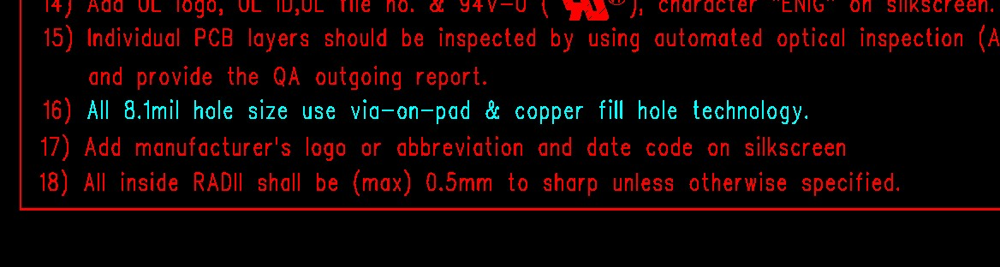 14) Add UL logo, UL ID,UL file no. & 94V-0 ( ®), character "ENIG" on silkscreen.
15) Individual PCB layers should be inspected by using automated optical inspection (A
and provide the QA outgoing report.
16) All 8.1mil hole size use via-on-pad & copper fill hole technology.
17) Add manufacturer's logo or abbreviation and date code on silkscreen
18) All inside RADII shall be (max) 0.5mm to sharp unless otherwise specified.